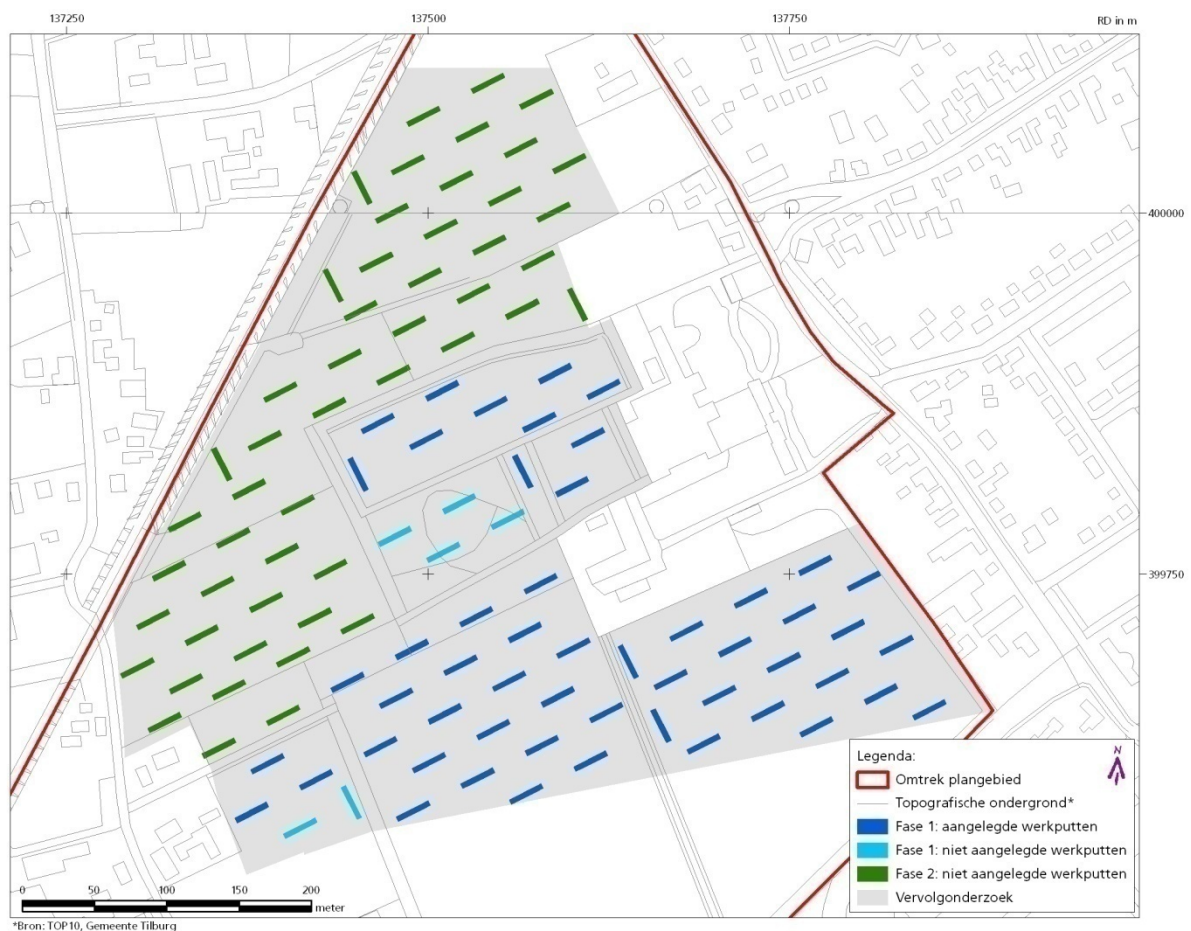 137250 137500 137750 RD in m
400000
399750
Legenda:
N
Omtrek plangebied
Topografische ondergrond*
Fase 1: aangelegde werkputten
Fase 1: niet aangelegde werkputten
Fase 2: niet aangelegde werkputten
Vervolgonderzoek
0 50 100 150 200
meter
*Bron: TOP10, Gemeente Tilburg